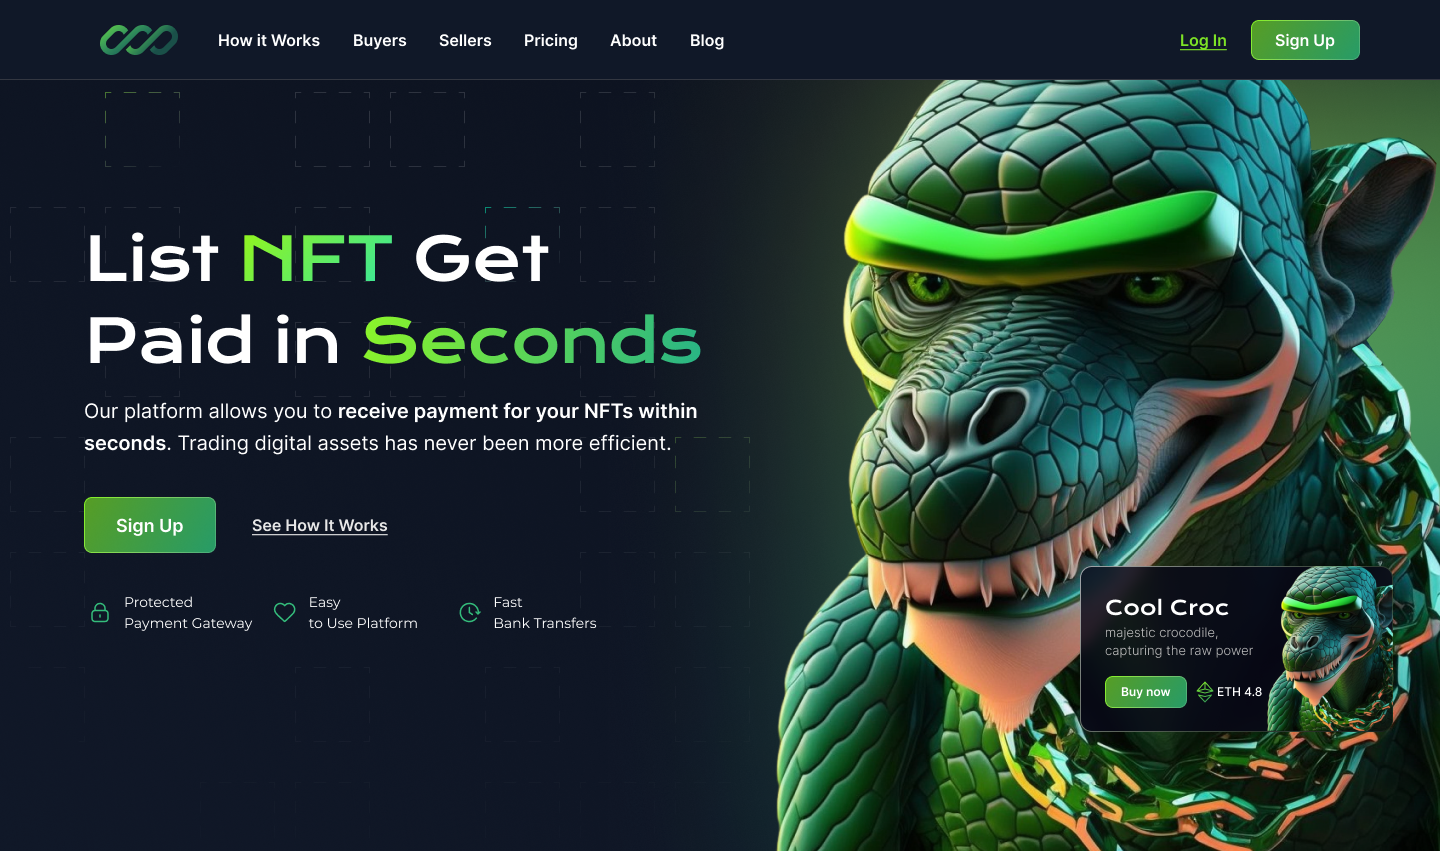 How it Works Buyers Sellers Pricing About Blog Log In Sign Up
List NFT Get
Paid in Seconds
Our platform allows you to receive payment for your NFTs within
seconds. Trading digital assets has never been more efficient.
Sign Up See How It Works
Protected
Payment Gateway
Easy
to Use Platform
Fast
Bank Transfers
Cool Croc
majestic crocodile,
capturing the raw power
Buy now ETH 4.8